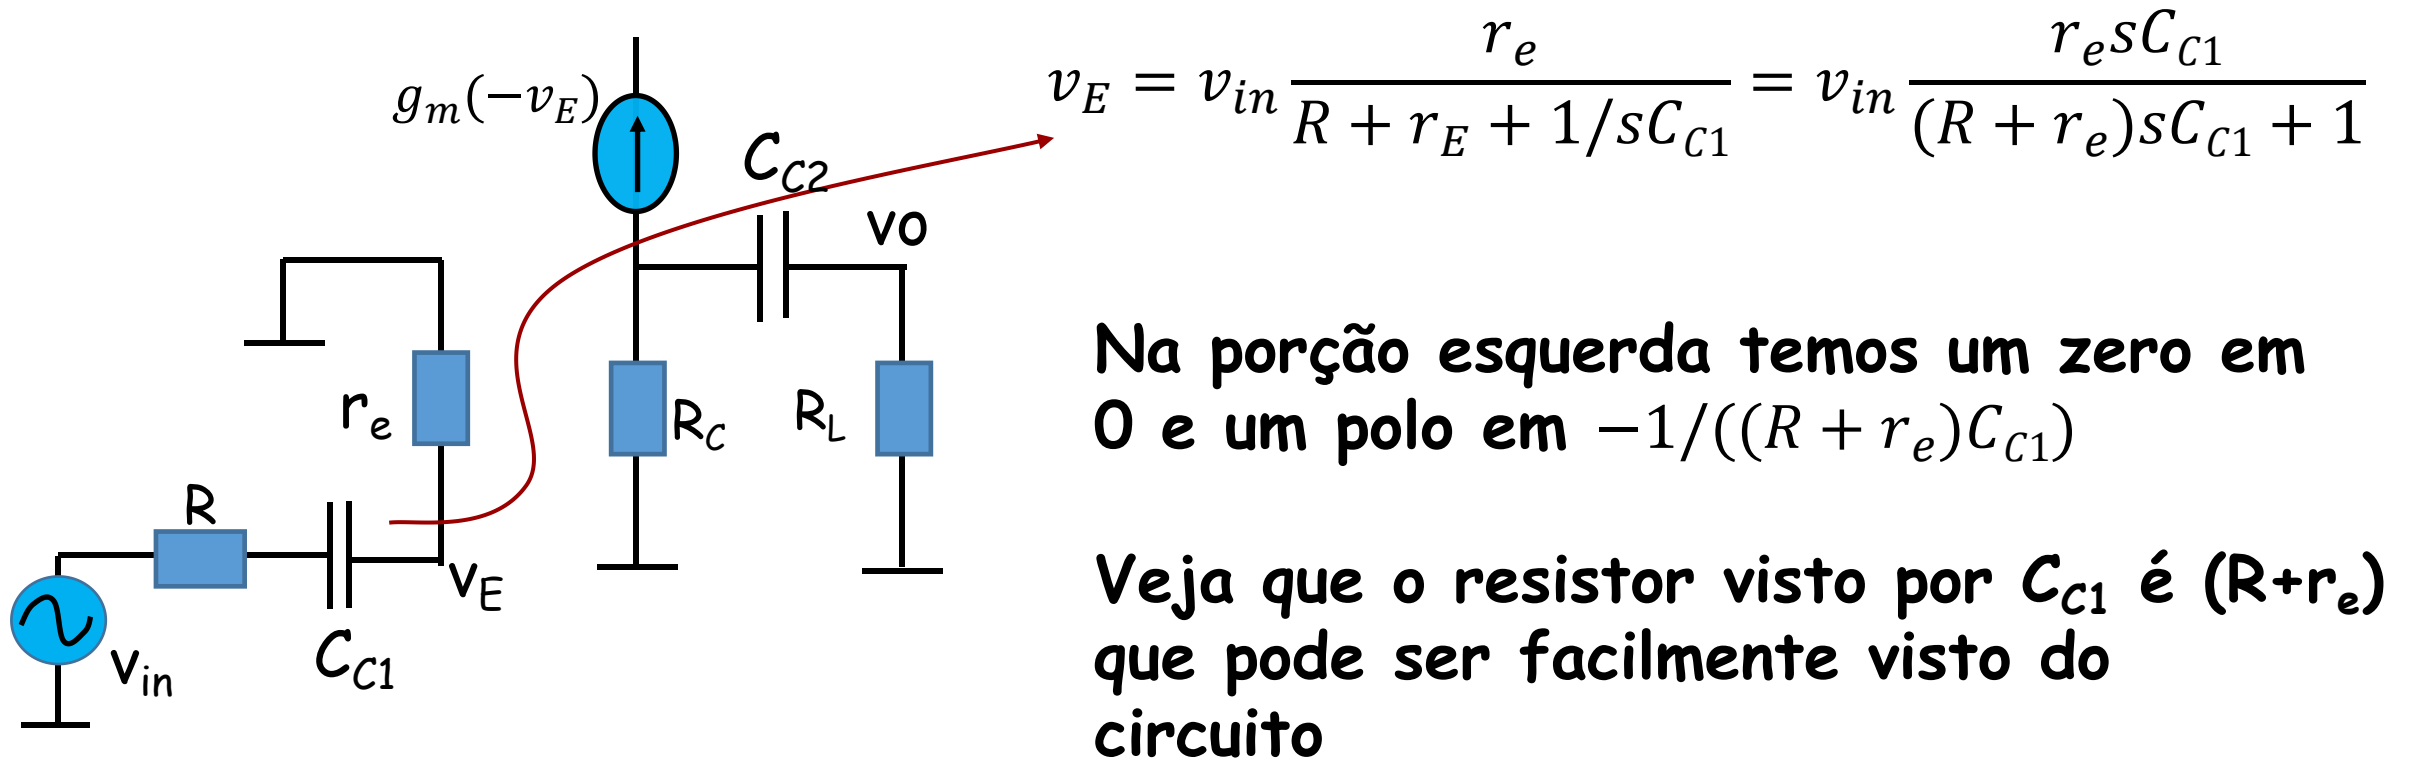 g_m(−v_E)
C_C2
vo
r_e
R_C
R_L
R
v_E
C_C1
v_in
v_E = v_in r_e / (R + r_E + 1/sC_C1) = v_in r_e sC_C1 / ((R + r_e)sC_C1 + 1)
Na porção esquerda temos um zero em
0 e um polo em −1/((R + r_e)C_C1)
Veja que o resistor visto por C_C1 é (R+r_e)
que pode ser facilmente visto do
circuito